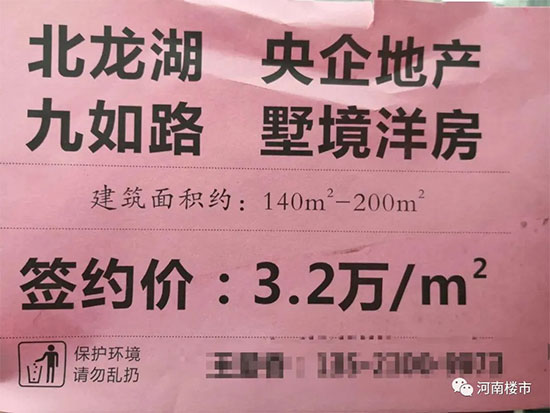 北龙湖 央企地产
九如路 墅境洋房
建筑面积约：140m²-200m²
签约价：3.2万/m²
保护环境
请勿乱扔
河南楼市